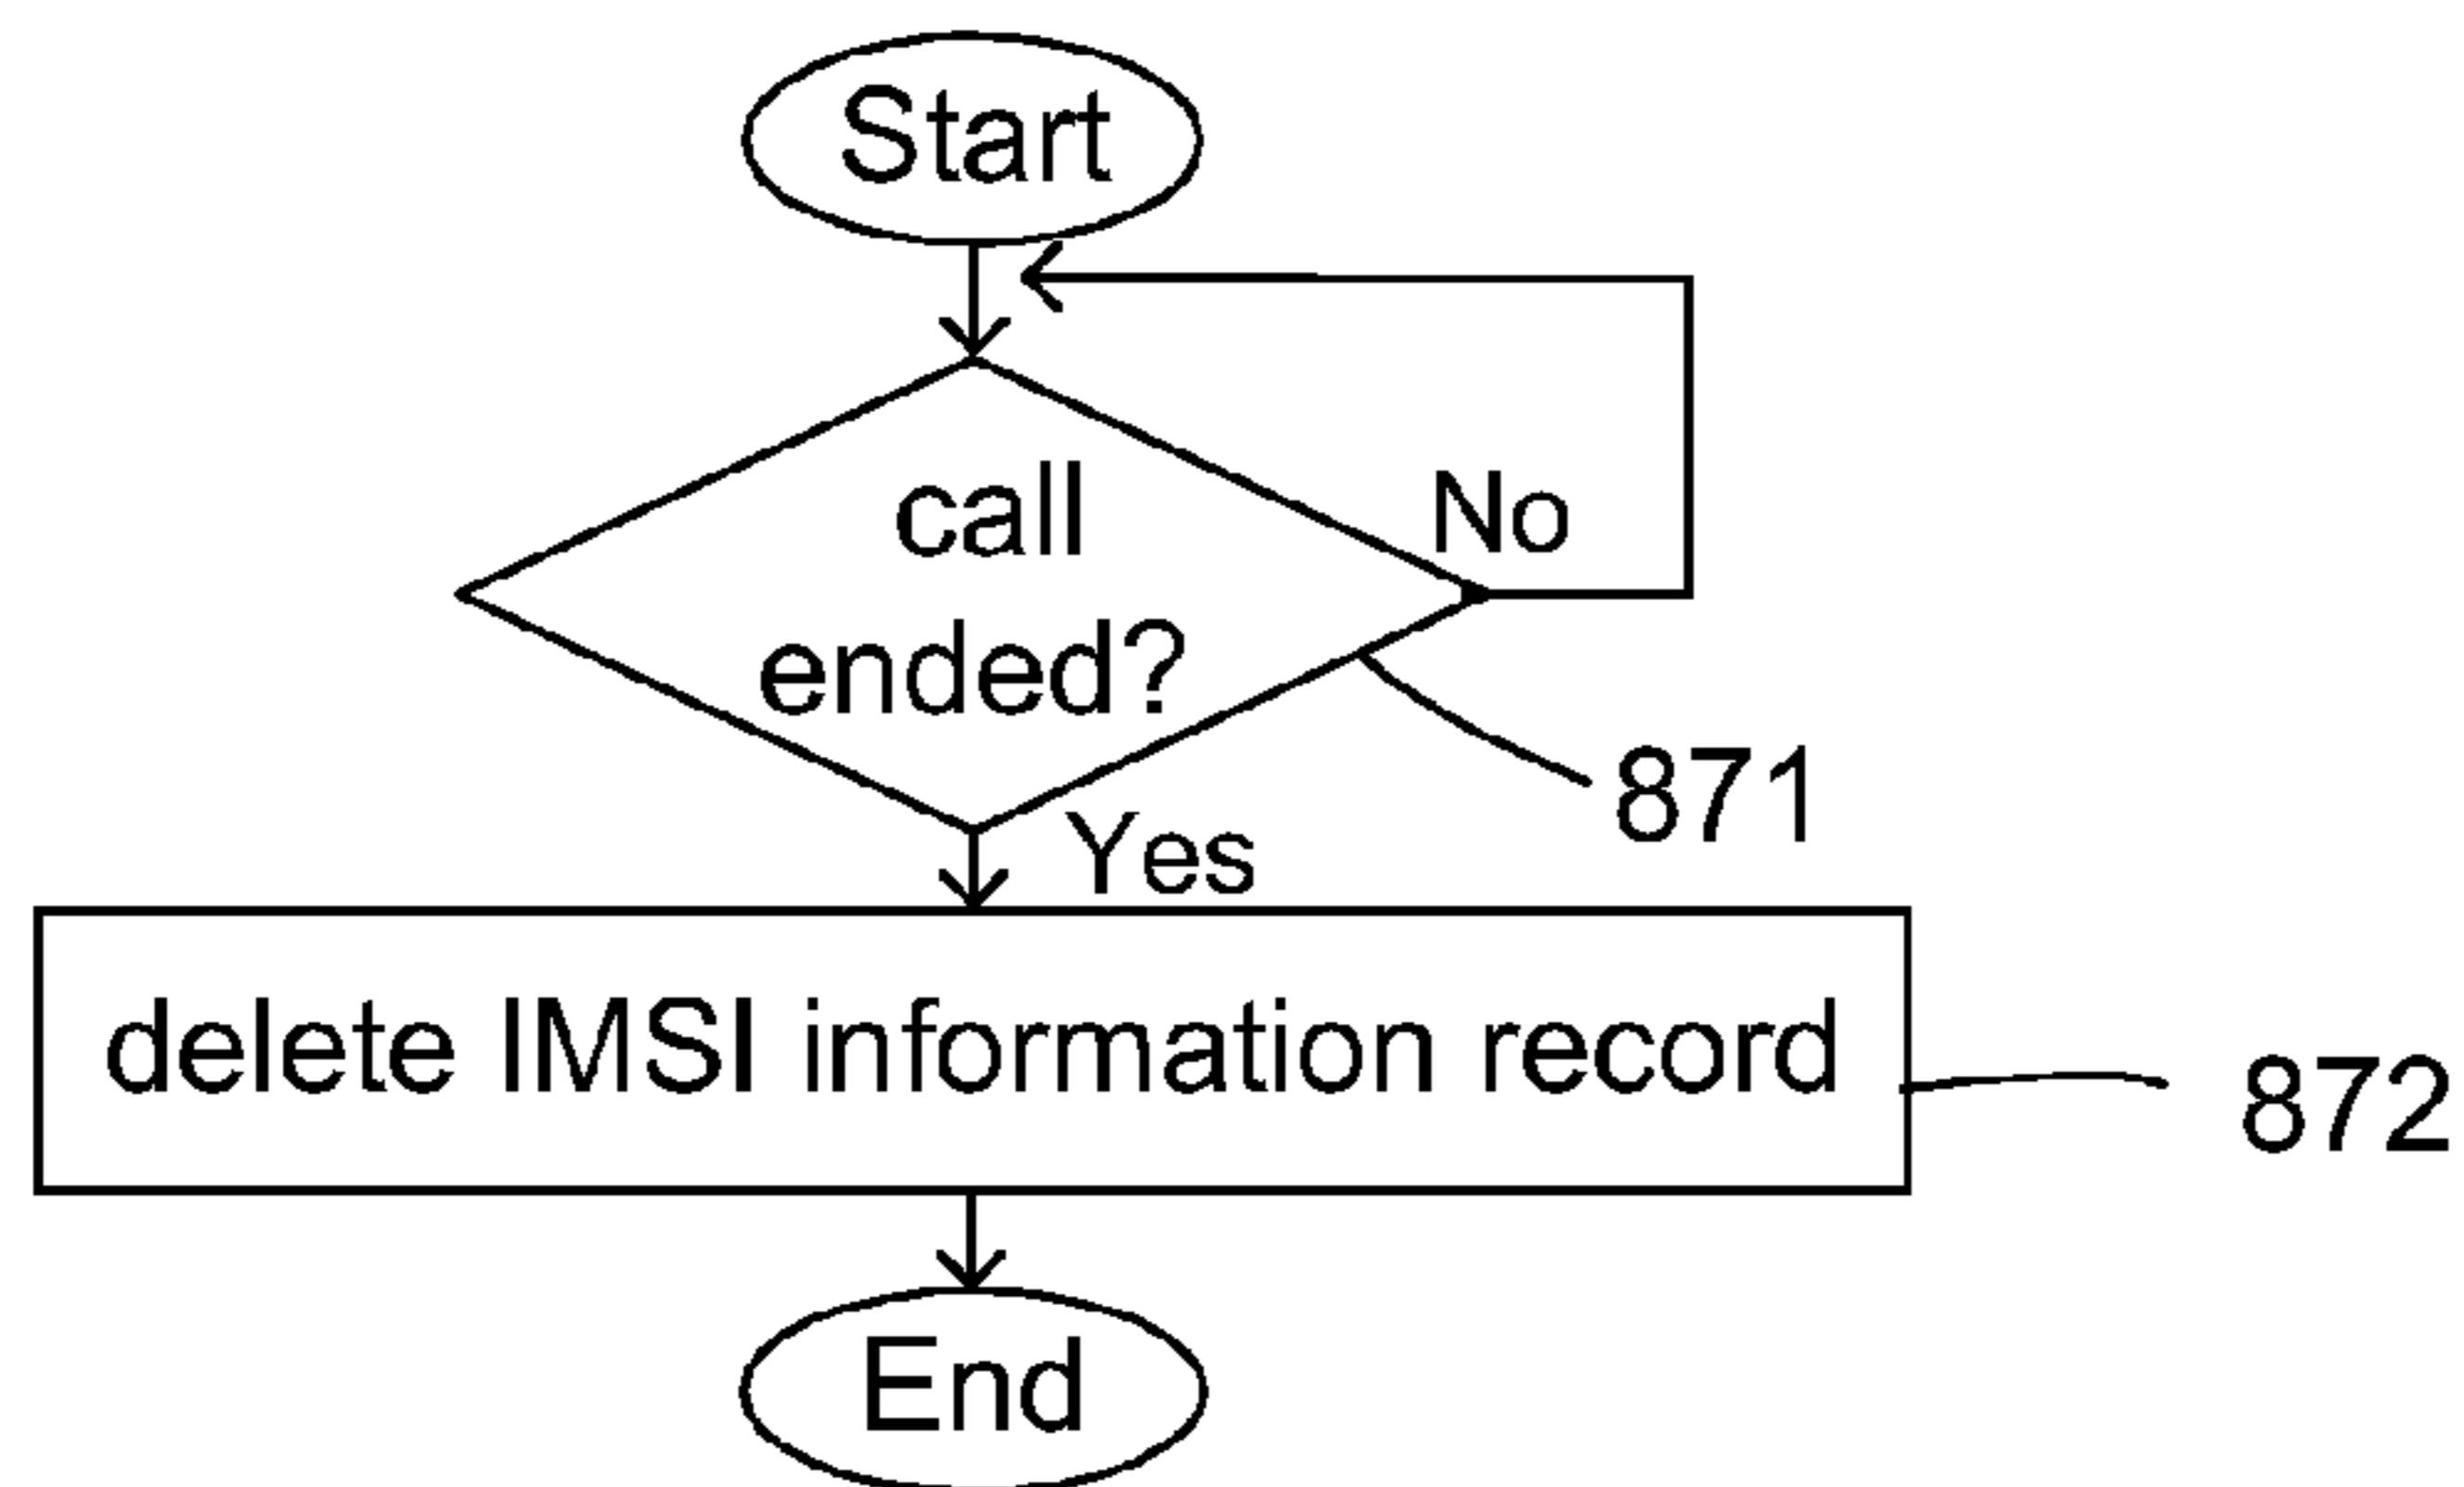 Start
call
ended?
No
871
Yes
delete IMSI information record
872
End